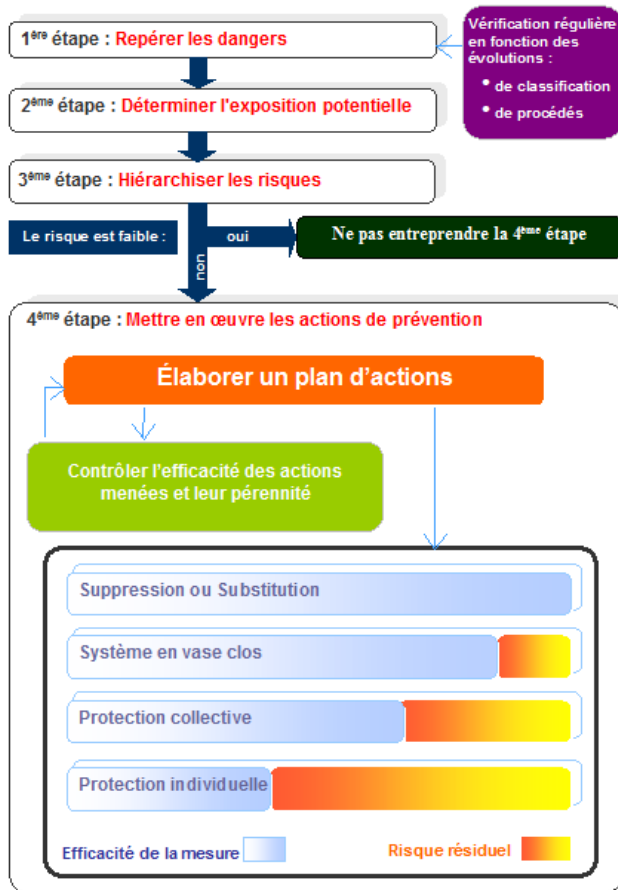 1ère étape : Repérer les dangers
Vérification régulière
en fonction des
évolutions :
• de classification
• de procédés
2ème étape : Déterminer l'exposition potentielle
3ème étape : Hiérarchiser les risques
Le risque est faible :
oui
Ne pas entreprendre la 4ème étape
non
4ème étape : Mettre en œuvre les actions de prévention
Élaborer un plan d'actions
Contrôler l'efficacité des actions
menées et leur pérennité
Suppression ou Substitution
Système en vase clos
Protection collective
Protection individuelle
Efficacité de la mesure
Risque résiduel